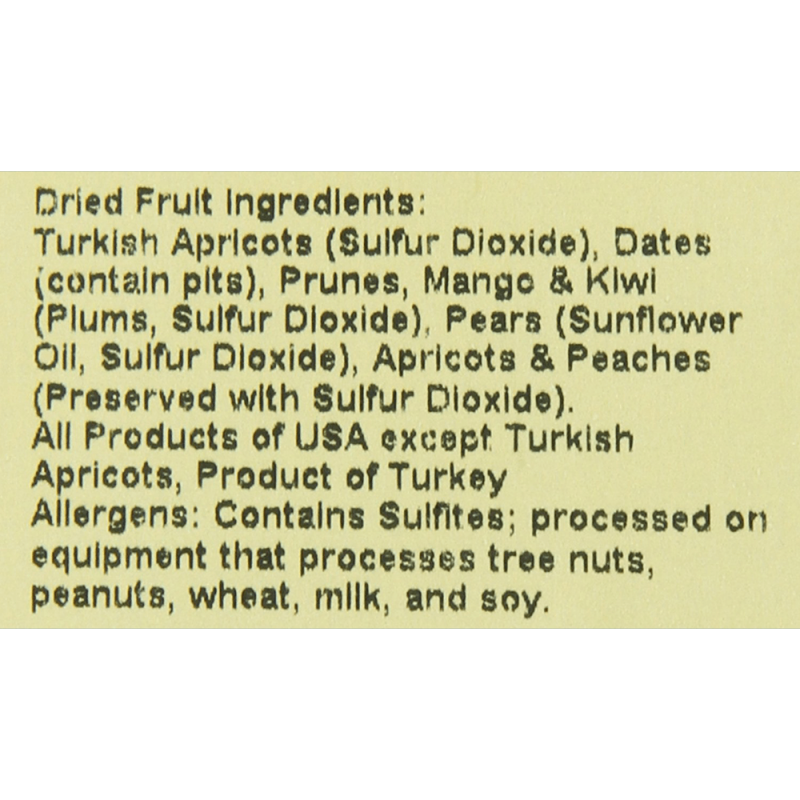 Dried Fruit Ingredients:
Turkish Apricots (Sulfur Dioxide), Dates
(contain pits), Prunes, Mango & Kiwi
(Plums, Sulfur Dioxide), Pears (Sunflower
Oil, Sulfur Dioxide), Apricots & Peaches
(Preserved with Sulfur Dioxide).
All Products of USA except Turkish
Apricots, Product of Turkey
Allergens: Contains Sulfites; processed on
equipment that processes tree nuts,
peanuts, wheat, milk, and soy.